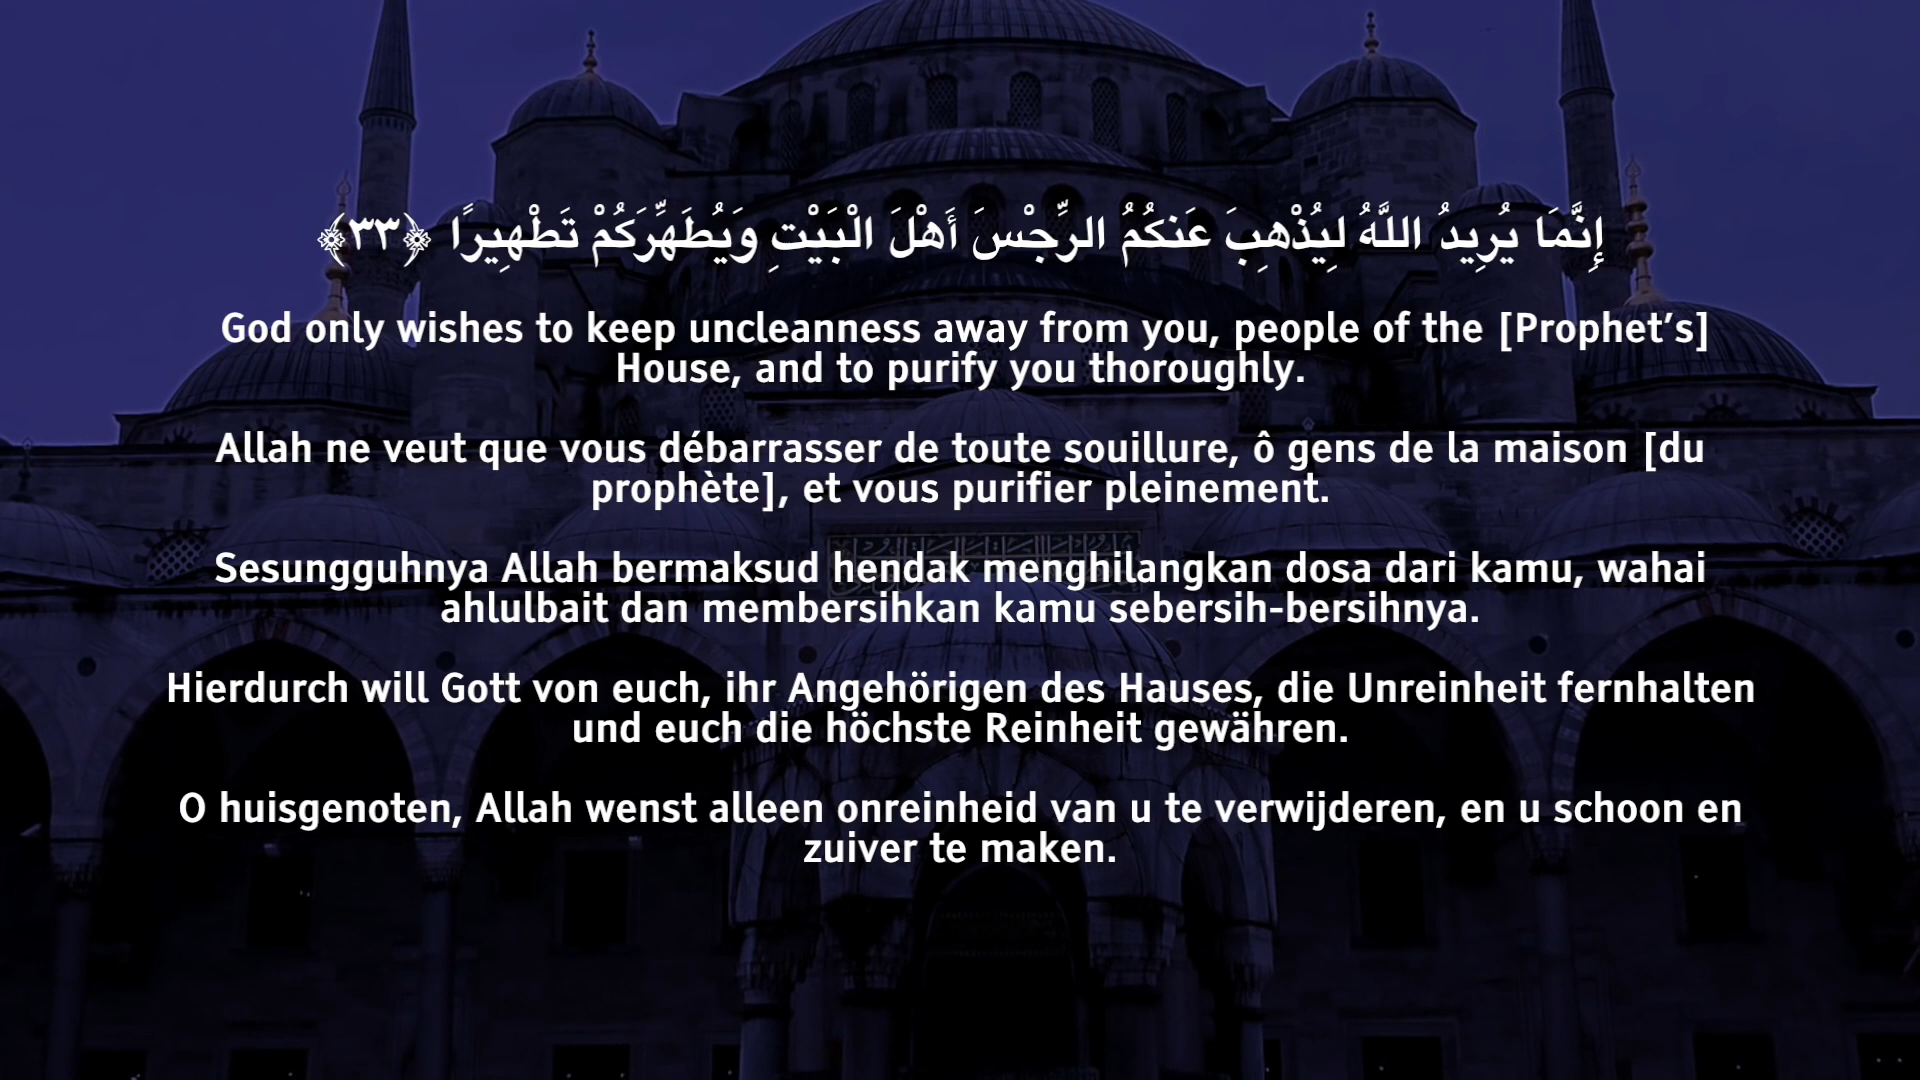 إِنَّمَا يُرِيدُ اللَّهُ لِيُذْهِبَ عَنكُمُ الرِّجْسَ أَهْلَ الْبَيْتِ وَيُطَهِّرَكُمْ تَطْهِيرًا ﴿٣٣﴾
God only wishes to keep uncleanness away from you, people of the [Prophet’s]
House, and to purify you thoroughly.
Allah ne veut que vous débarrasser de toute souillure, ô gens de la maison [du
prophète], et vous purifier pleinement.
Sesungguhnya Allah bermaksud hendak menghilangkan dosa dari kamu, wahai
ahlulbait dan membersihkan kamu sebersih-bersihnya.
Hierdurch will Gott von euch, ihr Angehörigen des Hauses, die Unreinheit fernhalten
und euch die höchste Reinheit gewähren.
O huisgenoten, Allah wenst alleen onreinheid van u te verwijderen, en u schoon en
zuiver te maken.